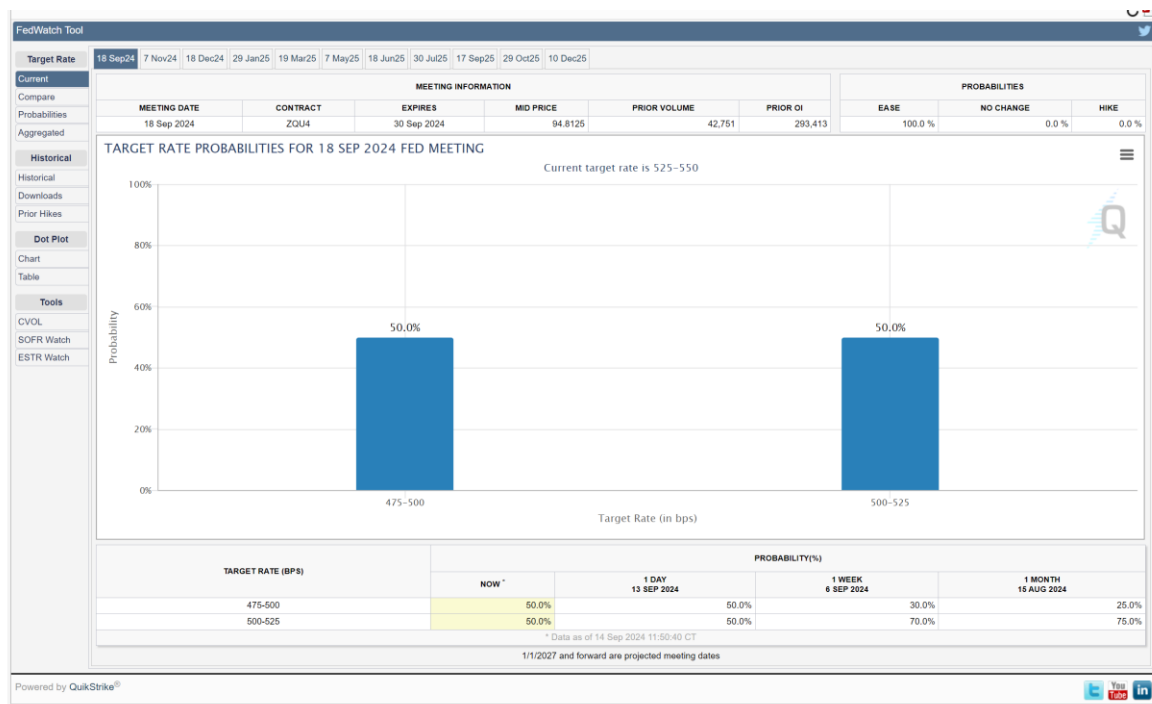 FedWatch Tool
Target Rate
Current
Compare
Probabilities
Aggregated
Historical
Historical
Downloads
Prior Hikes
Dot Plot
Chart
Table
Tools
CVOL
SOFR Watch
ESTR Watch
18 Sep24 7 Nov24 18 Dec24 29 Jan25 19 Mar25 7 May25 18 Jun25 30 Jul25 17 Sep25 29 Oct25 10 Dec25
MEETING INFORMATION
MEETING DATE CONTRACT EXPIRES MID PRICE PRIOR VOLUME PRIOR OI
18 Sep 2024 ZQU4 30 Sep 2024 94.8125 42,751 293,413
PROBABILITIES
EASE NO CHANGE HIKE
100.0 % 0.0 % 0.0 %
TARGET RATE PROBABILITIES FOR 18 SEP 2024 FED MEETING
Current target rate is 525-550
Q
Probability
100%
80%
60%
40%
20%
0%
50.0% 50.0%
475-500 500-525
Target Rate (in bps)
TARGET RATE (BPS) PROBABILITY(%)
NOW * 1 DAY 1 WEEK 1 MONTH
13 SEP 2024 6 SEP 2024 15 AUG 2024
475-500 50.0% 50.0% 30.0% 25.0%
500-525 50.0% 50.0% 70.0% 75.0%
* Data as of 14 Sep 2024 11:50:40 CT
1/1/2027 and forward are projected meeting dates
Powered by QuikStrike®
You
Tube
in